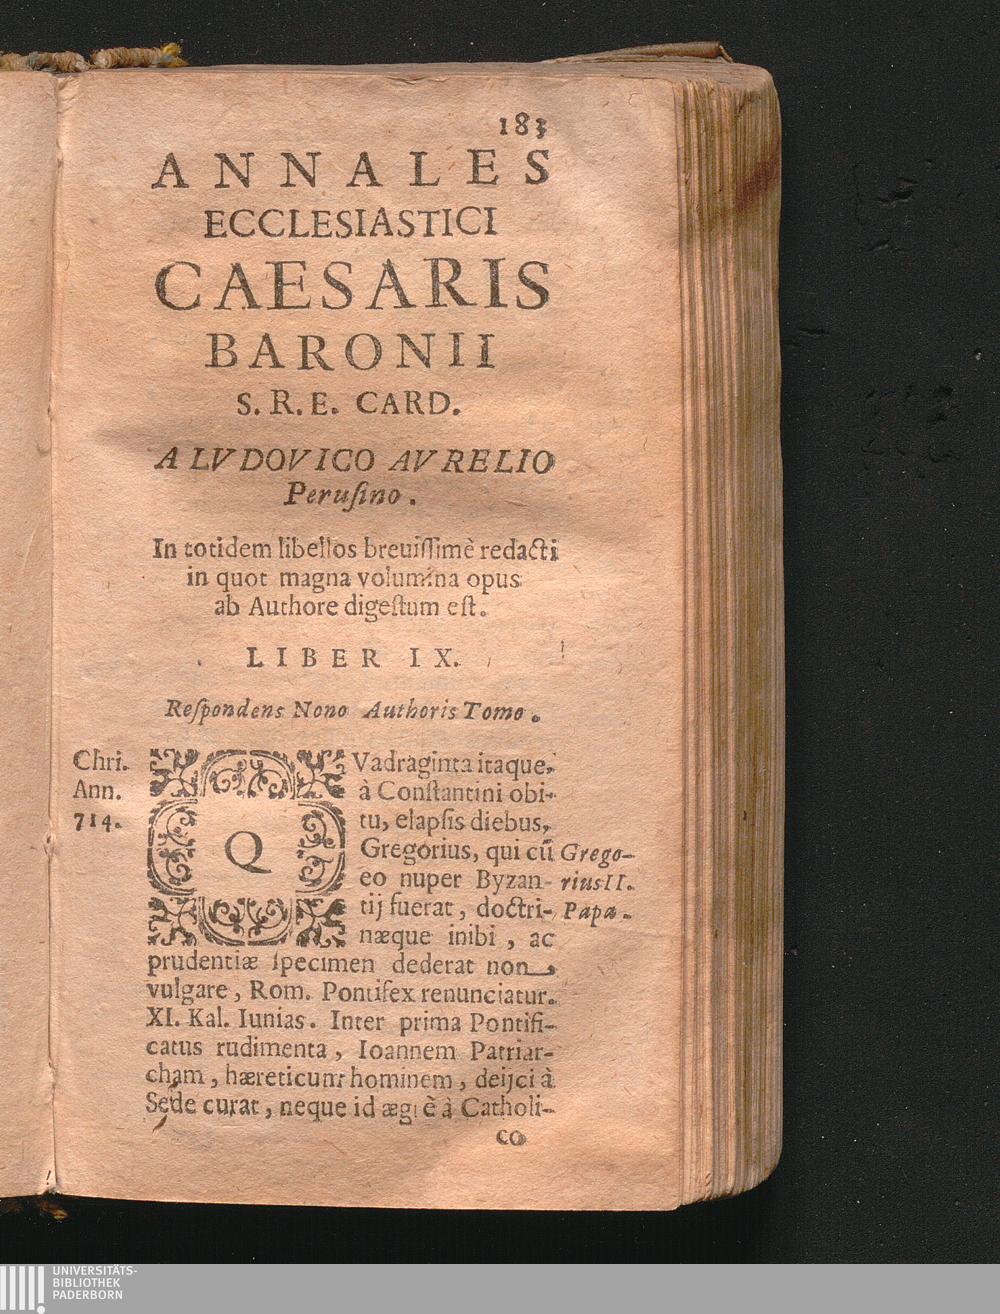 183
ANNALES
ECCLESIASTICI
CAESARIS
BARONII
S. R. E. CARD.
A LVDOVICO AVRELIO
Peruſino.
In totidem libellos breuiſſimè redacti
in quot magna volumina opus
ab Authore digeſtum eſt.
LIBER IX.
Reſpondens Nono Authoris Tomo.
Chri.
Ann.
714.
QVadraginta itaque,
à Conſtantini obi-
tu, elapſis diebus,
Gregorius, qui cū
eo nuper Byzan-
tij fuerat, doctri-
næque inibi, ac
prudentiæ ſpecimen dederat non
vulgare, Rom. Pontifex renunciatur.
XI. Kal. Iunias. Inter prima Pontifi-
catus rudimenta, Ioannem Patriar-
cham, hæreticum hominem, deijci à
Sede curat, neque id ægrè à Catholi-
co
Grego-
rius II.
Papa.
UNIVERSITÄTS-
BIBLIOTHEK
PADERBORN